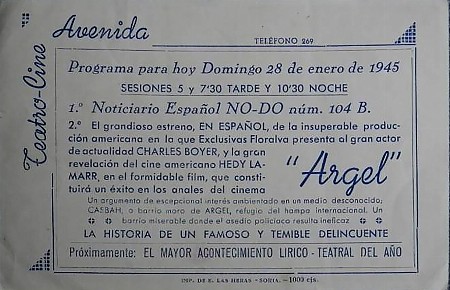 Teatro-Cine
Avenida
TELÉFONO 269
Programa para hoy Domingo 28 de enero de 1945
SESIONES 5 y 7'30 TARDE Y 10'30 NOCHE
1.º Noticiario Español NO-DO núm. 104 B.
2.º El grandioso estreno, EN ESPAÑOL, de la insuperable produc-
ción americana en la que Exclusivas Floralva presenta al gran actor
de actualidad CHARLES BOYER, y la gran
revelación del cine americano HEDY LA-
MARR, en el formidable film, que consti-
tuirá un éxito en los anales del cinema
"Argel"
Un argumento de excepcional interés ambientado en un medio desconocido;
CASBAH, o barrio moro de ARGEL, refugio del hampa internacional. Un
barrio miserable donde el asedio policíaco resulta ineficaz
LA HISTORIA DE UN FAMOSO Y TEMIBLE DELINCUENTE
Próximamente: EL MAYOR ACONTECIMIENTO LIRICO - TEATRAL DEL AÑO
IMP. DE E. LAS HERAS - SORIA. - 1000 ejs.